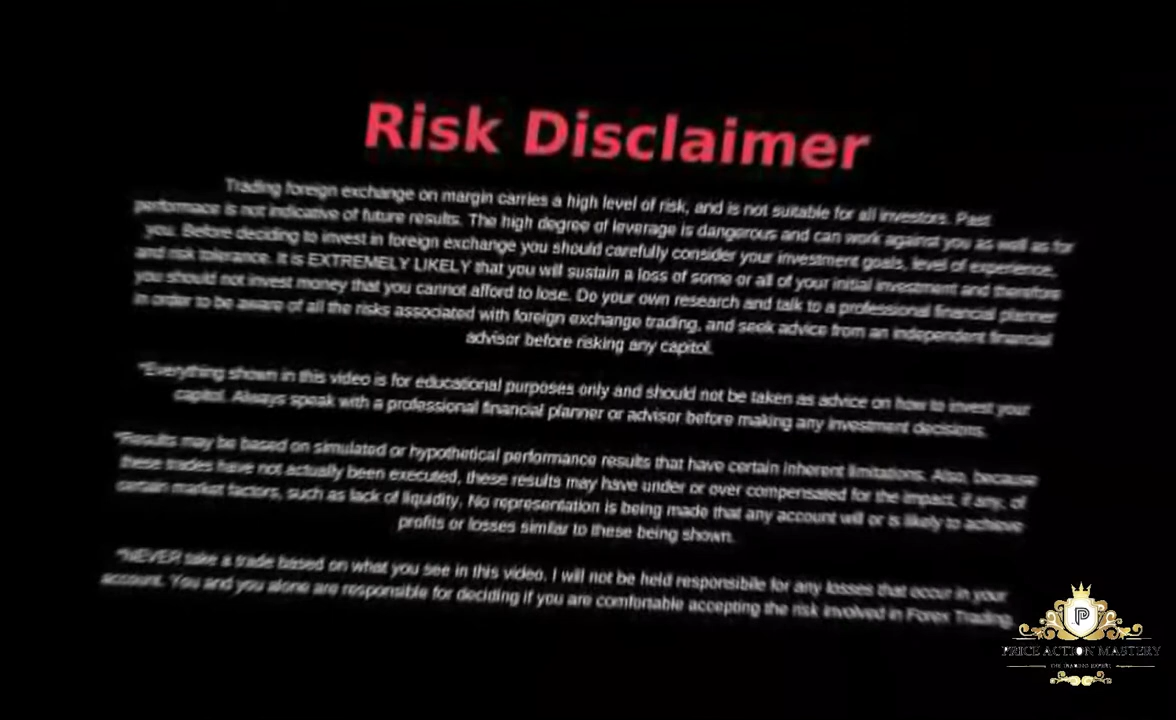 Risk Disclaimer
Trading foreign exchange on margin carries a high level of risk, and is not suitable for all investors. Past
performace is not indicative of future results. The high degree of leverage is dangerous and can work against you as well as for
you. Before deciding to invest in foreign exchange you should carefully consider your investment goals, level of experience,
and risk tolerance. It is EXTREMELY LIKELY that you will sustain a loss of some or all of your initial investment and therefore
you should not invest money that you cannot afford to lose. Do your own research and talk to a professional financial planner
in order to be aware of all the risks associated with foreign exchange trading, and seek advice from an independent financial
advisor before risking any capitol.
*Everything shown in this video is for educational purposes only and should not be taken as advice on how to invest your
capitol. Always speak with a professional financial planner or advisor before making any investment decisions.
*Results may be based on simulated or hypothetical performance results that have certain inherent limitations. Also, because
these trades have not actually been executed, these results may have under or over compensated for the impact, if any, of
certain market factors, such as lack of liquidity. No representation is being made that any account will or is likely to achieve
profits or losses similar to these being shown.
*NEVER take a trade based on what you see in this video. I will not be held responsibile for any losses that occur in your
account. You and you alone are responsible for deciding if you are comfortable accepting the risk involved in Forex Trading.
P
PRICE ACTION MASTERY